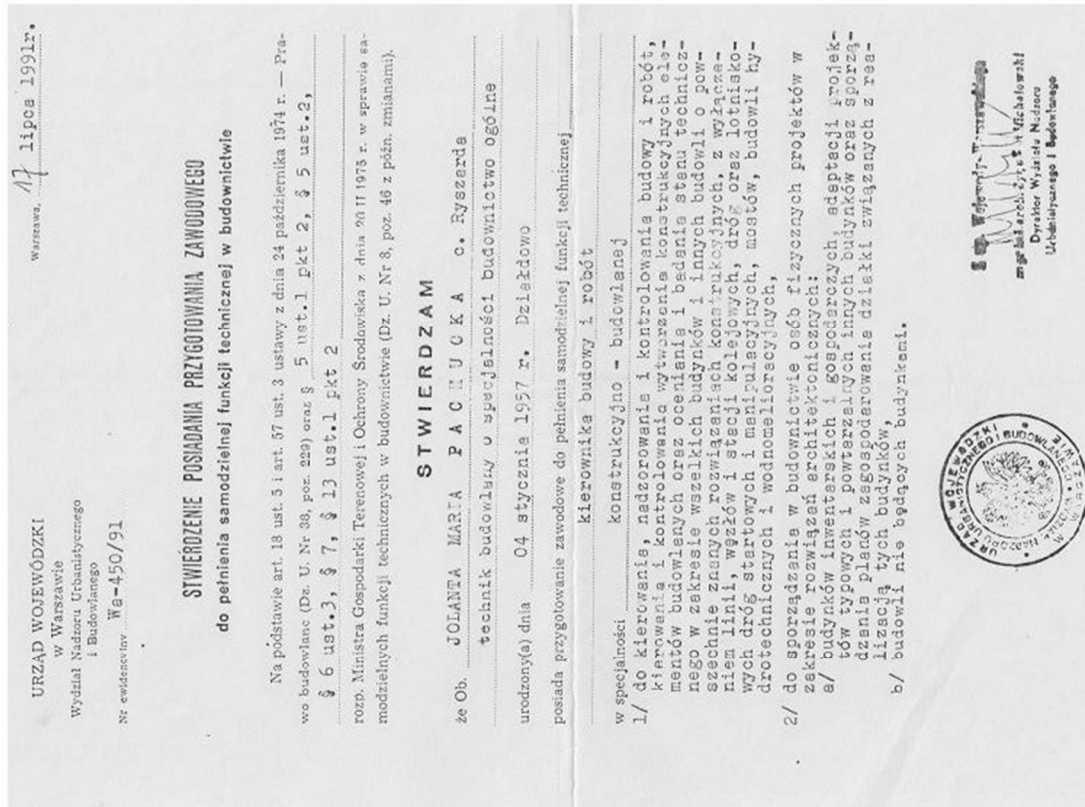 URZĄD WOJEWÓDZKI
w Warszawie
Wydział Nadzoru Urbanistycznego
i Budowlanego
Nr ewidencyjny Wa-450/91
Warszawa, 17 lipca 1991r.
STWIERDZENIE POSIADANIA PRZYGOTOWANIA ZAWODOWEGO
do pełnienia samodzielnej funkcji technicznej w budownictwie
Na podstawie art. 18 ust. 5 i art. 57 ust. 3 ustawy z dnia 24 października 1974 r. — Pra-
wo budowlane (Dz. U. Nr 38, poz. 229) oraz § 5 ust.1 pkt 2, § 5 ust.2,
§ 6 ust.3, § 7, § 13 ust.1 pkt 2
rozp. Ministra Gospodarki Terenowej i Ochrony Środowiska z dnia 20 II 1975 r. w sprawie sa-
modzielnych funkcji technicznych w budownictwie (Dz. U. Nr 8, poz. 46 z późn. zmianami).
STWIERDZAM
że Ob. JOLANTA MARIA PACHUCKA c. Ryszarda
technik budowlany o specjalności budownictwo ogólne
urodzony(a) dnia 04 stycznia 1957 r. Działdowo
posiada przygotowanie zawodowe do pełnienia samodzielnej funkcji technicznej
kierownika budowy i robót
w specjalności konstrukcyjno - budowlanej
1/ do kierowania, nadzorowania i kontrolowania budowy i robót,
kierowania i kontrolowania wytwarzania konstrukcyjnych ele-
mentów budowlanych oraz oceniania i badania stanu technicz-
nego w zakresie wszelkich budynków i innych budowli o pow-
szechnie znanych rozwiązaniach konstrukcyjnych, z wyłącze-
niem linii, węzłów i stacji kolejowych, dróg oraz lotnisko-
wych dróg startowych i manipulacyjnych, mostów, budowli hy-
drotechnicznych i wodnomelioracyjnych,
2/ do sporządzania w budownictwie osób fizycznych projektów w
zakresie rozwiązań architektonicznych:
a/ budynków inwentarskich i gospodarczych, adaptacji projek-
tów typowych i powtarzalnych innych budynków oraz sporzą-
dzania planów zagospodarowania działki związanych z rea-
lizacją tych budynków,
b/ budowli nie będących budynkami.
URZĄD WOJEWÓDZKI
W WARSZAWIE
Dyrektor Wydziału Nadzoru
Urbanistycznego i Budowlanego